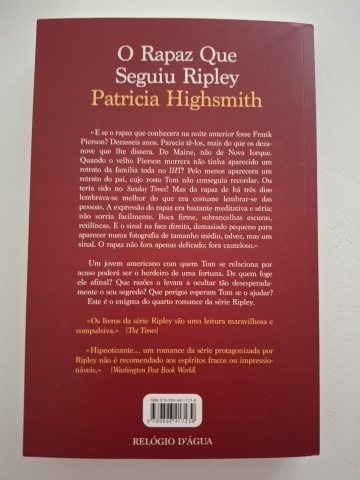 O Rapaz Que
Seguiu Ripley
Patricia Highsmith
«E se o rapaz que conhecera na noite anterior fosse Frank
Pierson? Dezasseis anos. Parecia tê-los, mais do que os deza-
nove que lhe dissera. Do Maine, não de Nova Iorque.
Quando o velho Pierson morrera não tinha aparecido um
retrato da família toda no IHT? Pelo menos aparecera um
retrato do pai, cujo rosto Tom não conseguia recordar. Ou
teria sido no Sunday Times? Mas do rapaz de há três dias
lembrava-se melhor do que era costume lembrar-se das
pessoas. A expressão do rapaz era bastante meditativa e séria;
não sorria facilmente. Boca firme, sobrancelhas escuras,
retilíneas. E o sinal na face direita, demasiado pequeno para
aparecer numa fotografia de tamanho médio, talvez, mas um
sinal. O rapaz não fora apenas delicado; fora cauteloso.»
Um jovem americano com quem Tom se relaciona por
acaso poderá ser o herdeiro de uma fortuna. De quem foge
ele afinal? Que razões o levam a ocultar tão desesperada-
mente o seu segredo? Que perigos esperam Tom se o ajudar?
Este é o enigma do quarto romance da série Ripley.
«Os livros da série Ripley são uma leitura maravilhosa e
compulsiva.» [The Times]
«Hipnotizante... um romance da série protagonizada por
Ripley não é recomendado aos espíritos fracos ou impressio-
náveis.» [Washington Post Book World]
RELÓGIO D'ÁGUA